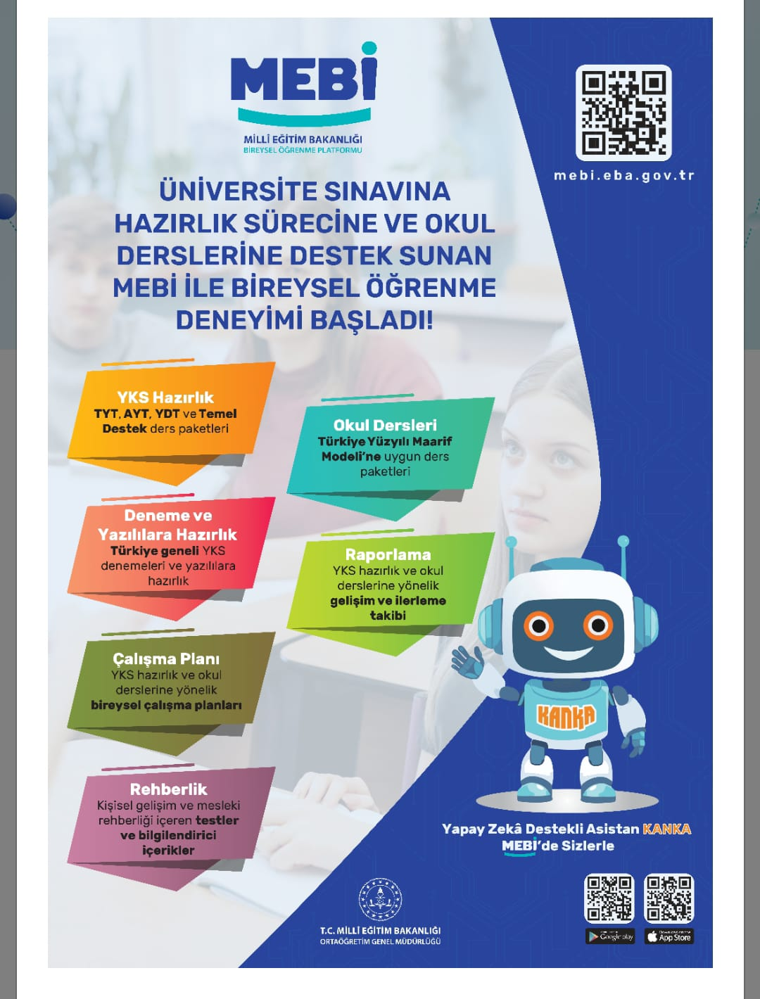 MEBİ
MİLLÎ EĞİTİM BAKANLIĞI
BİREYSEL ÖĞRENME PLATFORMU
mebi.eba.gov.tr
ÜNİVERSİTE SINAVINA
HAZIRLIK SÜRECİNE VE OKUL
DERSLERİNE DESTEK SUNAN
MEBİ İLE BİREYSEL ÖĞRENME
DENEYİMİ BAŞLADI!
YKS Hazırlık
TYT, AYT, YDT ve Temel
Destek ders paketleri
Okul Dersleri
Türkiye Yüzyılı Maarif
Modeli’ne uygun ders
paketleri
Deneme ve
Yazılılara Hazırlık
Türkiye geneli YKS
denemeleri ve yazılılara
hazırlık
Raporlama
YKS hazırlık ve okul
derslerine yönelik
gelişim ve ilerleme
takibi
Çalışma Planı
YKS hazırlık ve okul
derslerine yönelik
bireysel çalışma planları
Rehberlik
Kişisel gelişim ve mesleki
rehberliği içeren testler
ve bilgilendirici
içerikler
KANKA
Yapay Zekâ Destekli Asistan KANKA
MEBİ’de Sizlerle
T.C. MİLLÎ EĞİTİM BAKANLIĞI
ORTAÖĞRETİM GENEL MÜDÜRLÜĞÜ
Google play
Download on the
App Store